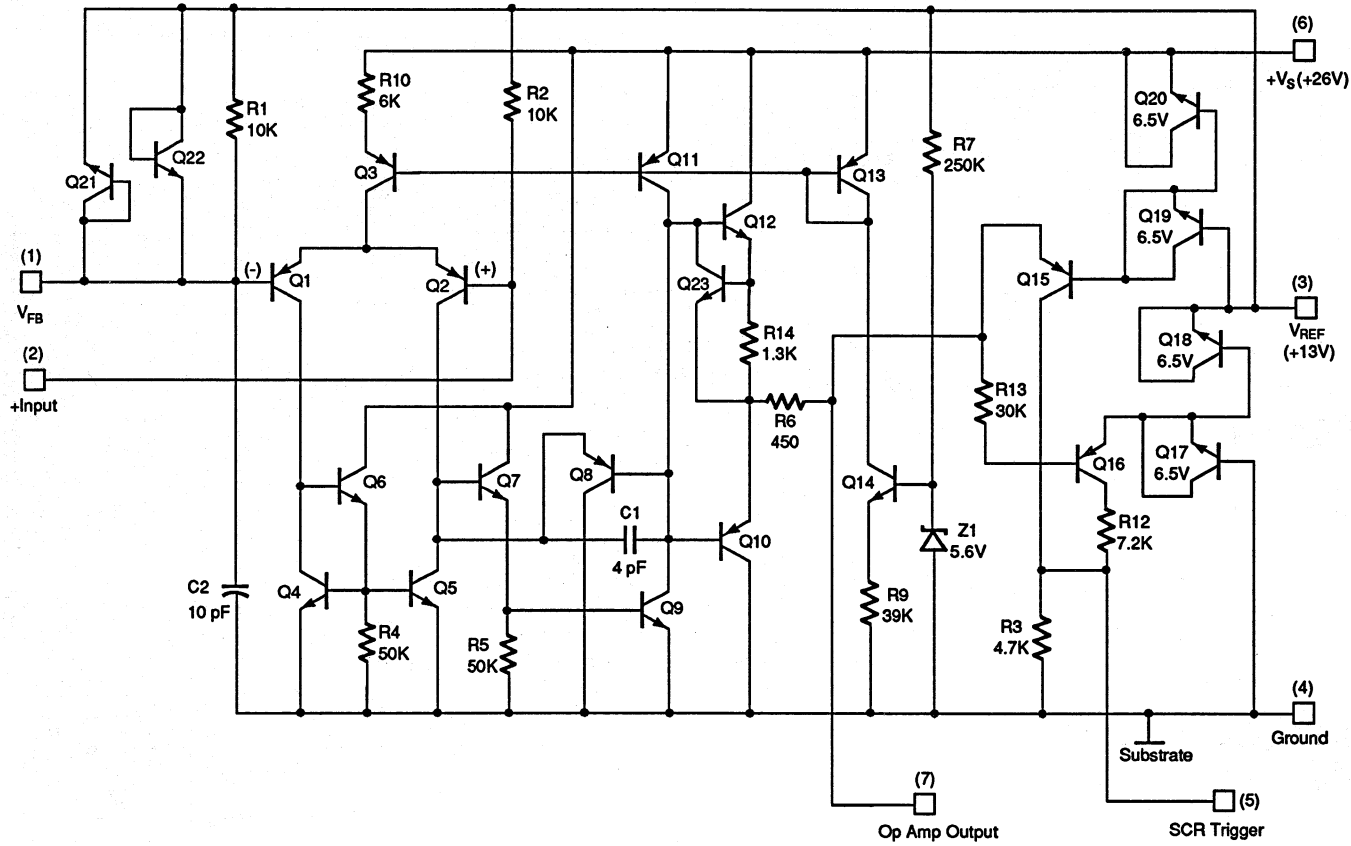 (1)
V_FB
(2)
+Input
Q21
Q22
R1
10K
C2
10 pF
(-)
Q1
R10
6K
Q3
Q2
(+)
R2
10K
Q6
Q4
R4
50K
Q5
Q7
R5
50K
Q8
C1
4 pF
Q9
Q11
Q12
Q23
R14
1.3K
R6
450
Q10
Q13
Q14
R9
39K
R7
250K
Z1
5.6V
Q15
R13
30K
Q16
R12
7.2K
R3
4.7K
Q20
6.5V
Q19
6.5V
Q18
6.5V
Q17
6.5V
(6)
+V_S (+26V)
(3)
V_REF
(+13V)
(4)
Ground
Substrate
(7)
Op Amp Output
(5)
SCR Trigger